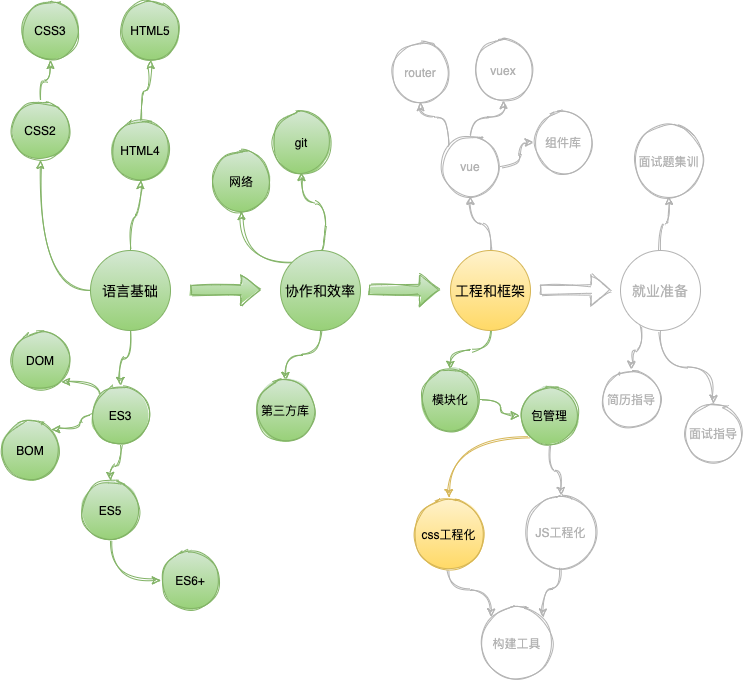 CSS3
HTML5
CSS2
HTML4
语言基础
DOM
ES3
BOM
ES5
ES6+
git
网络
协作和效率
第三方库
router
vuex
vue
组件库
工程和框架
模块化
包管理
css工程化
JS工程化
构建工具
面试题集训
就业准备
简历指导
面试指导